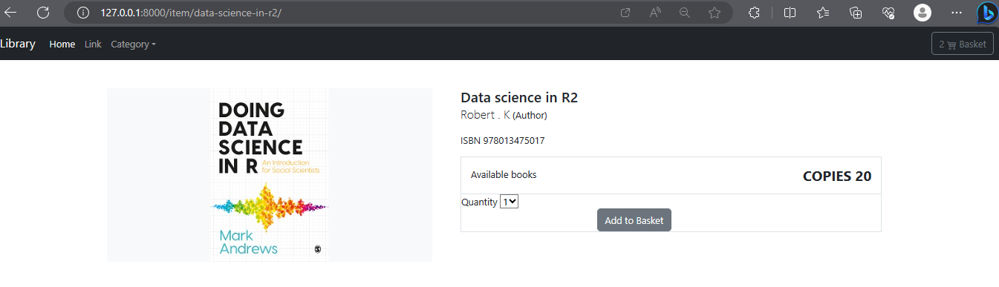 127.0.0.1:8000/item/data-science-in-r2/
Library Home Link Category 2 Basket
DOING
DATA
SCIENCE
IN R
An Introduction
for Social Scientists
Mark
Andrews
Data science in R2
Robert . K (Author)
ISBN 978013475017
Available books COPIES 20
Quantity 1
Add to Basket